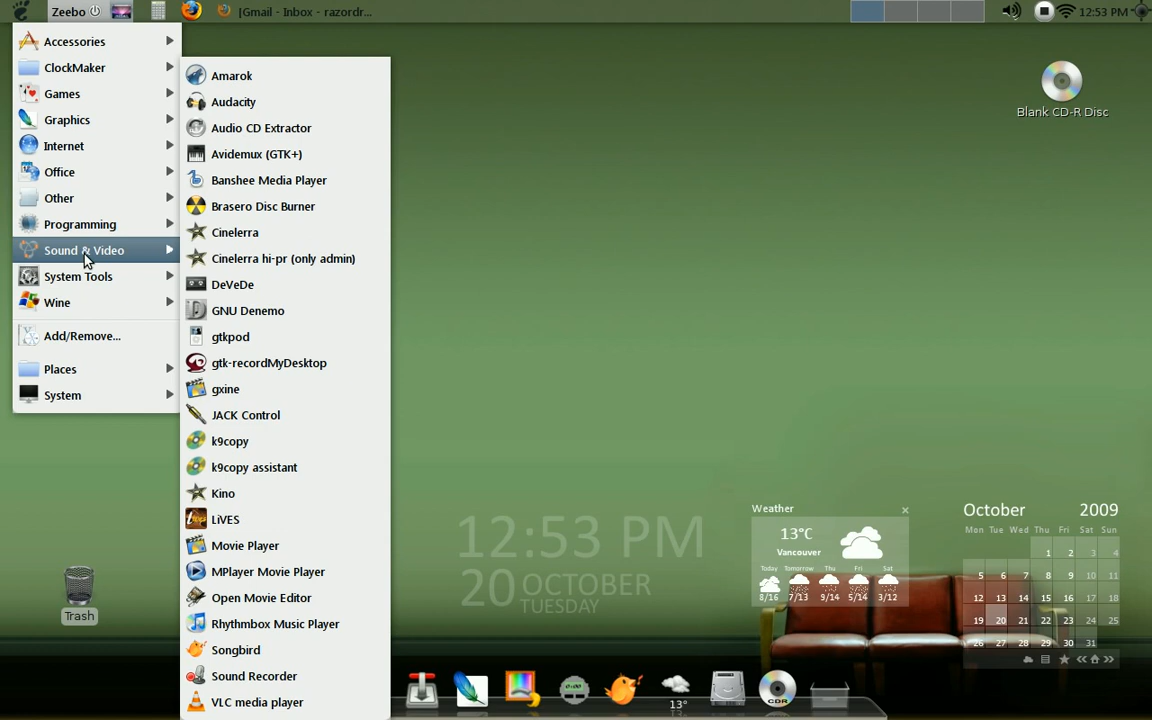 Zeebo
[Gmail - Inbox - razordr...
12:53 PM
Accessories
ClockMaker
Games
Graphics
Internet
Office
Other
Programming
Sound & Video
System Tools
Wine
Add/Remove...
Places
System
Amarok
Audacity
Audio CD Extractor
Avidemux (GTK+)
Banshee Media Player
Brasero Disc Burner
Cinelerra
Cinelerra hi-pr (only admin)
DeVeDe
GNU Denemo
gtkpod
gtk-recordMyDesktop
gxine
JACK Control
k9copy
k9copy assistant
Kino
LiVES
Movie Player
MPlayer Movie Player
Open Movie Editor
Rhythmbox Music Player
Songbird
Sound Recorder
VLC media player
Blank CD-R Disc
Trash
12:53 PM
20 OCTOBER
TUESDAY
Weather
13°C
Vancouver
Today Tomorrow Thu Fri Sat
8/16 7/13 9/14 5/14 3/12
October 2009
Mon Tue Wed Thu Fri Sat Sun
1 2 3 4
5 6 7 8 9 10 11
12 13 14 15 16 17 18
19 20 21 22 23 24 25
26 27 28 29 30 31
13°
CDR